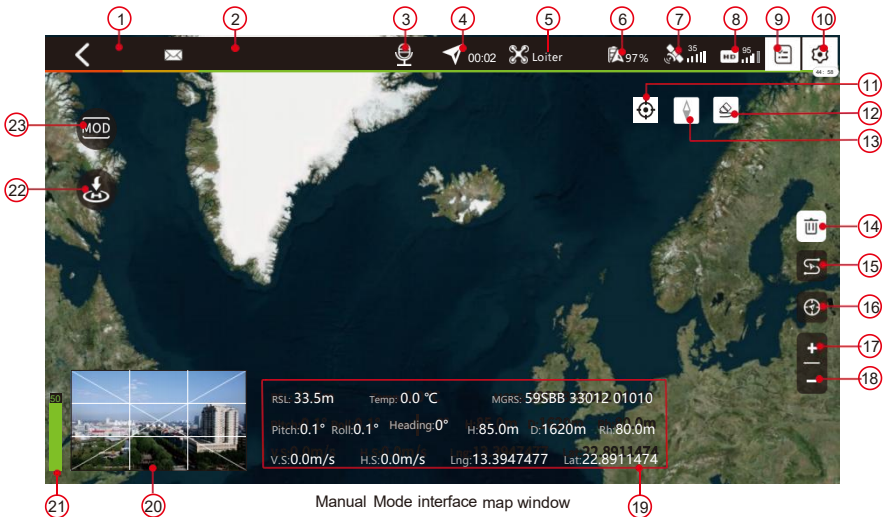 1 2 3 4 5 6 7 8 9 10
00:02 Loiter 97% 35 HD 95
44: 58
11
12
13
23 MOD
22
14
15
16
17
18
50
RSL: 33.5m Temp: 0.0 ℃ MGRS: 59SBB 33012 01010
Pitch:0.1° Roll:0.1° Heading:0° H:85.0m D:1620m Rh:80.0m
V.S:0.0m/s H.S:0.0m/s Lng:13.3947477 Lat:22.8911474
21 20 19
Manual Mode interface map window